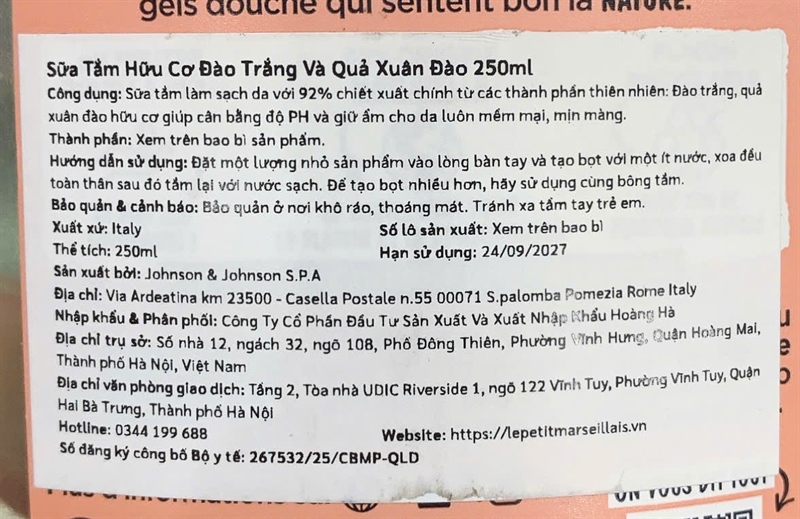 gels douche qui sentent bon la NATURE.
Sữa Tắm Hữu Cơ Đào Trắng Và Quả Xuân Đào 250ml
Công dụng: Sữa tắm làm sạch da với 92% chiết xuất chính từ các thành phần thiên nhiên: Đào trắng, quả
xuân đào hữu cơ giúp cân bằng độ PH và giữ ẩm cho da luôn mềm mại, mịn màng.
Thành phần: Xem trên bao bì sản phẩm.
Hướng dẫn sử dụng: Đặt một lượng nhỏ sản phẩm vào lòng bàn tay và tạo bọt với một ít nước, xoa đều
toàn thân sau đó tắm lại với nước sạch. Để tạo bọt nhiều hơn, hãy sử dụng cùng bông tắm.
Bảo quản & cảnh báo: Bảo quản ở nơi khô ráo, thoáng mát. Tránh xa tầm tay trẻ em.
Xuất xứ: Italy Số lô sản xuất: Xem trên bao bì
Thể tích: 250ml Hạn sử dụng: 24/09/2027
Sản xuất bởi: Johnson & Johnson S.P.A
Địa chỉ: Via Ardeatina km 23500 - Casella Postale n.55 00071 S.palomba Pomezia Rome Italy
Nhập khẩu & Phân phối: Công Ty Cổ Phần Đầu Tư Sản Xuất Và Xuất Nhập Khẩu Hoàng Hà
Địa chỉ trụ sở: Số nhà 12, ngách 32, ngõ 108, Phố Đông Thiên, Phường Vĩnh Hưng, Quận Hoàng Mai,
Thành phố Hà Nội, Việt Nam
Địa chỉ văn phòng giao dịch: Tầng 2, Tòa nhà UDIC Riverside 1, ngõ 122 Vĩnh Tuy, Phường Vĩnh Tuy, Quận
Hai Bà Trưng, Thành phố Hà Nội
Hotline: 0344 199 688 Website: https://lepetitmarseillais.vn
Số đăng ký công bố Bộ y tế: 267532/25/CBMP-QLD